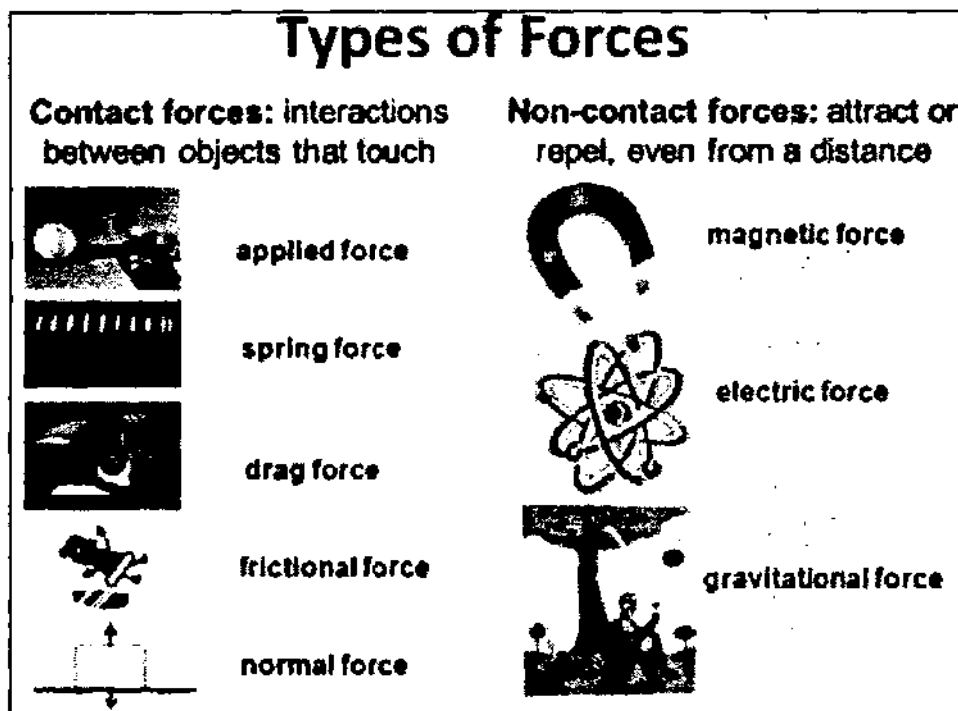 Types of Forces
Contact forces: interactions
between objects that touch
applied force
spring force
drag force
frictional force
normal force
Non-contact forces: attract or
repel, even from a distance
magnetic force
electric force
gravitational force